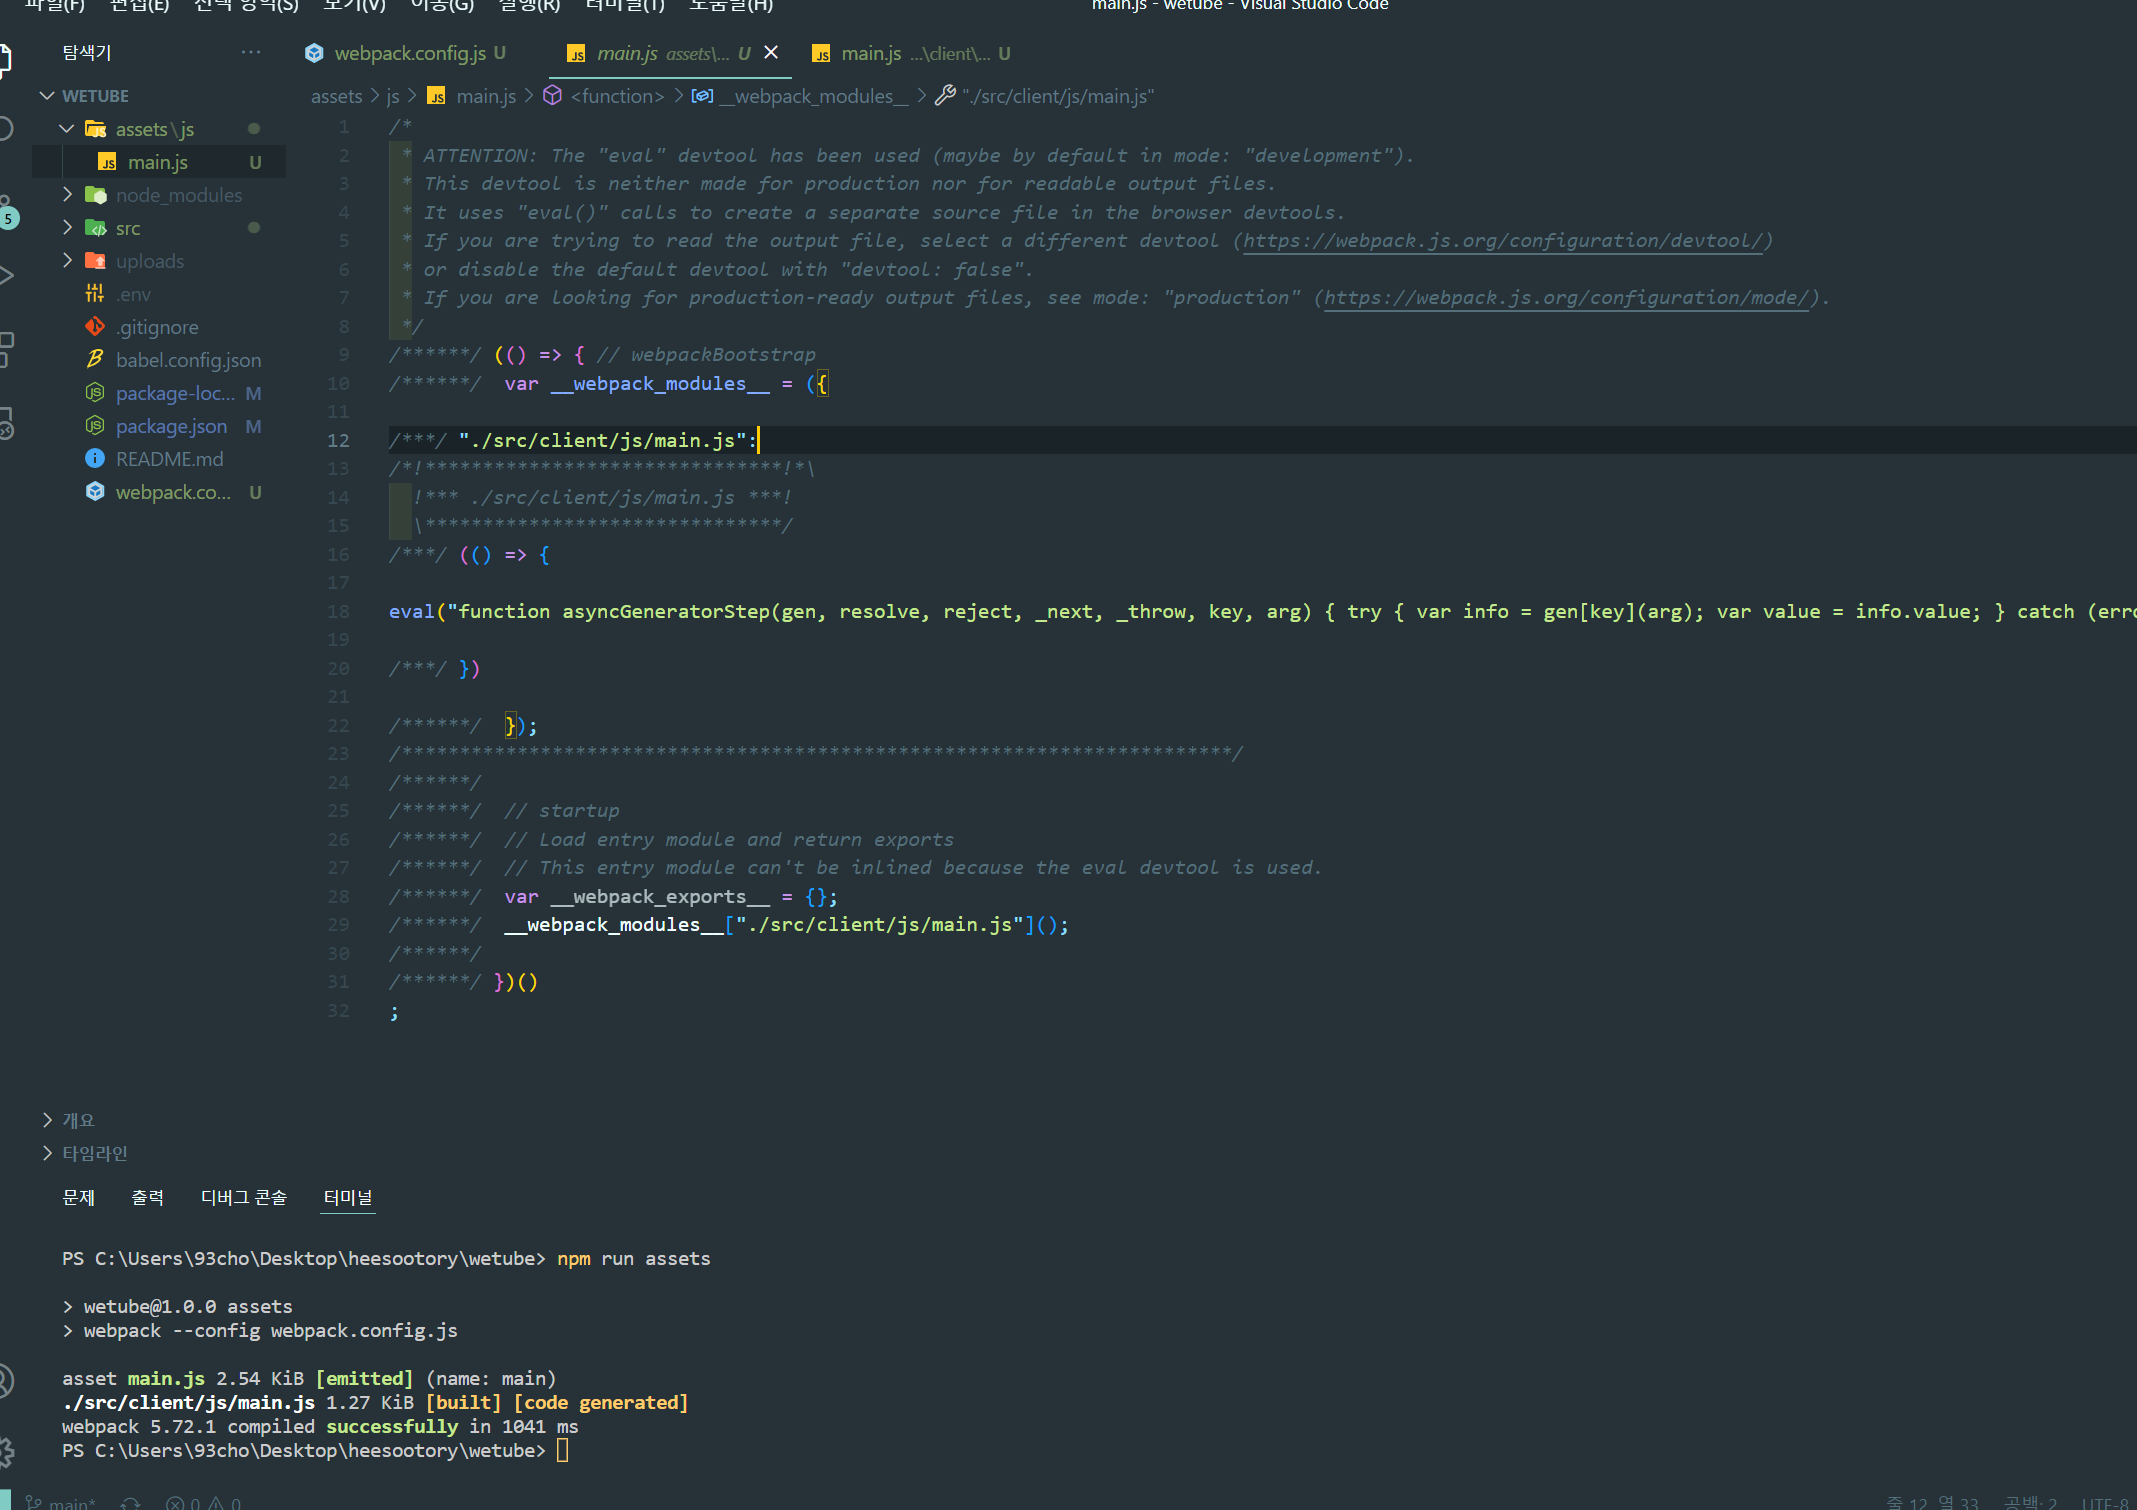 파일(F) 편집(E) 선택 영역(S) 보기(V) 이동(G) 실행(R) 터미널(T) 도움말(H) main.js - wetube - Visual Studio Code
탐색기 ···
webpack.config.js U
main.js assets\... U
main.js ...\client\... U
assets > js > main.js > <function> > __webpack_modules__ > "./src/client/js/main.js"
WETUBE
assets\js
main.js U
node_modules
src
5
uploads
.env
.gitignore
babel.config.json
package-loc... M
package.json M
README.md
webpack.co... U
1 /*
2 * ATTENTION: The "eval" devtool has been used (maybe by default in mode: "development").
3 * This devtool is neither made for production nor for readable output files.
4 * It uses "eval()" calls to create a separate source file in the browser devtools.
5 * If you are trying to read the output file, select a different devtool (https://webpack.js.org/configuration/devtool/)
6 * or disable the default devtool with "devtool: false".
7 * If you are looking for production-ready output files, see mode: "production" (https://webpack.js.org/configuration/mode/).
8 */
9 /******/ (() => { // webpackBootstrap
10 /******/ var __webpack_modules__ = ({
11
12 /***/ "./src/client/js/main.js":
13 /*!*******************************!*\
14 !*** ./src/client/js/main.js ***!
15 \*******************************/
16 /***/ (() => {
17
18 eval("function asyncGeneratorStep(gen, resolve, reject, _next, _throw, key, arg) { try { var info = gen[key](arg); var value = info.value; } catch (erro
19
20 /***/ })
21
22 /******/ });
23 /************************************************************************/
24 /******/
25 /******/ // startup
26 /******/ // Load entry module and return exports
27 /******/ // This entry module can't be inlined because the eval devtool is used.
28 /******/ var __webpack_exports__ = {};
29 /******/ __webpack_modules__["./src/client/js/main.js"]();
30 /******/
31 /******/ })()
32 ;
개요
타임라인
문제 출력 디버그 콘솔 터미널
PS C:\Users\93cho\Desktop\heesootory\wetube> npm run assets
> wetube@1.0.0 assets
> webpack --config webpack.config.js
asset main.js 2.54 KiB [emitted] (name: main)
./src/client/js/main.js 1.27 KiB [built] [code generated]
webpack 5.72.1 compiled successfully in 1041 ms
PS C:\Users\93cho\Desktop\heesootory\wetube>
main* 0 0 줄 12, 열 33 공백: 2 UTF-8